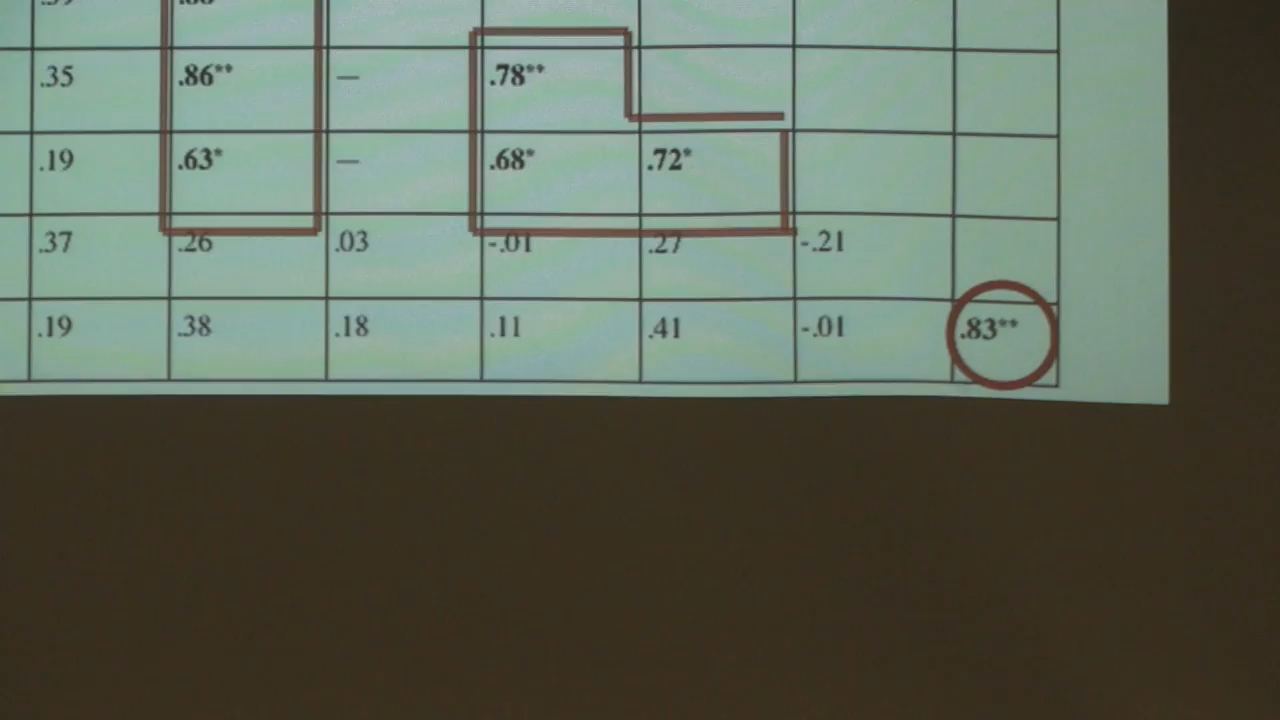 .35 .86** — .78**
.19 .63* — .68* .72*
.37 .26 .03 -.01 .27 -.21
.19 .38 .18 .11 .41 -.01 .83**